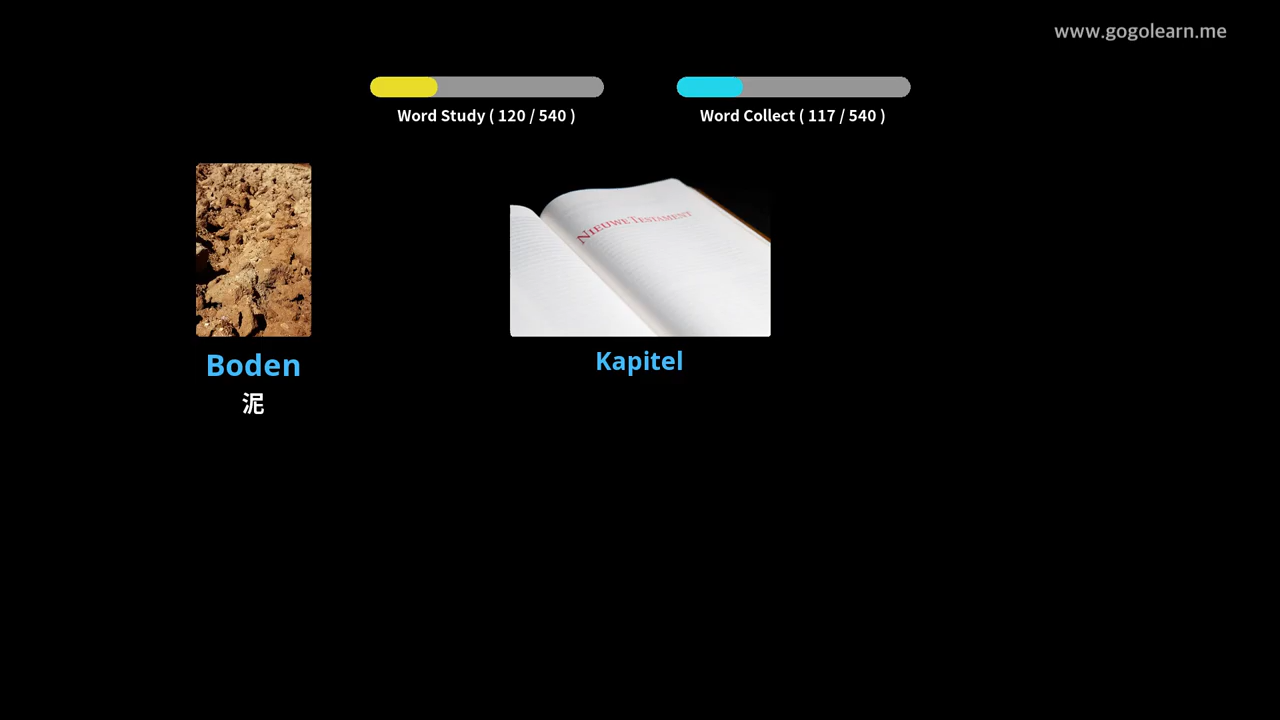 www.gogolearn.me
Word Study ( 120 / 540 )
Word Collect ( 117 / 540 )
NIEUWE TESTAMENT
Boden
泥
Kapitel